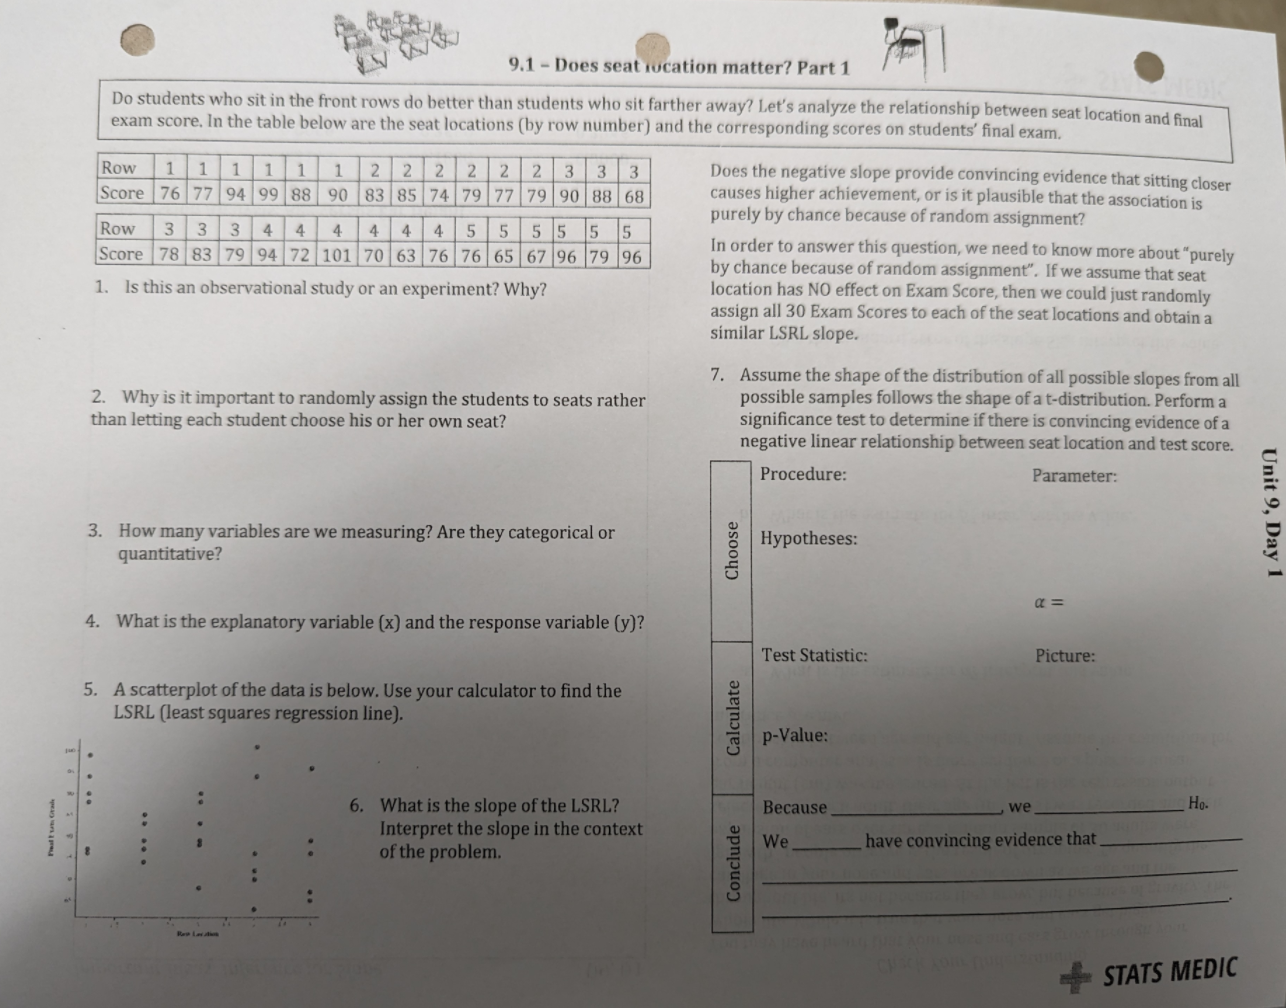 9.1 – Does seat location matter? Part 1
Do students who sit in the front rows do better than students who sit farther away? Let's analyze the relationship between seat location and final
exam score. In the table below are the seat locations (by row number) and the corresponding scores on students' final exam.
Row 1 1 1 1 1 1 2 2 2 2 2 2 3 3 3
Score 76 77 94 99 88 90 83 85 74 79 77 79 90 88 68
Row 3 3 3 4 4 4 4 4 4 5 5 5 5 5 5
Score 78 83 79 94 72 101 70 63 76 76 65 67 96 79 96
1. Is this an observational study or an experiment? Why?
2. Why is it important to randomly assign the students to seats rather
than letting each student choose his or her own seat?
3. How many variables are we measuring? Are they categorical or
quantitative?
4. What is the explanatory variable (x) and the response variable (y)?
5. A scatterplot of the data is below. Use your calculator to find the
LSRL (least squares regression line).
Row Location
6. What is the slope of the LSRL?
Interpret the slope in the context
of the problem.
Does the negative slope provide convincing evidence that sitting closer
causes higher achievement, or is it plausible that the association is
purely by chance because of random assignment?
In order to answer this question, we need to know more about "purely
by chance because of random assignment". If we assume that seat
location has NO effect on Exam Score, then we could just randomly
assign all 30 Exam Scores to each of the seat locations and obtain a
similar LSRL slope.
7. Assume the shape of the distribution of all possible slopes from all
possible samples follows the shape of a t-distribution. Perform a
significance test to determine if there is convincing evidence of a
negative linear relationship between seat location and test score.
Choose
Procedure: Parameter:
Hypotheses:
α =
Calculate
Test Statistic: Picture:
p-Value:
Conclude
Because ____________, we ____________ H₀.
We ______ have convincing evidence that ____________
____________.
Unit 9, Day 1
STATS MEDIC